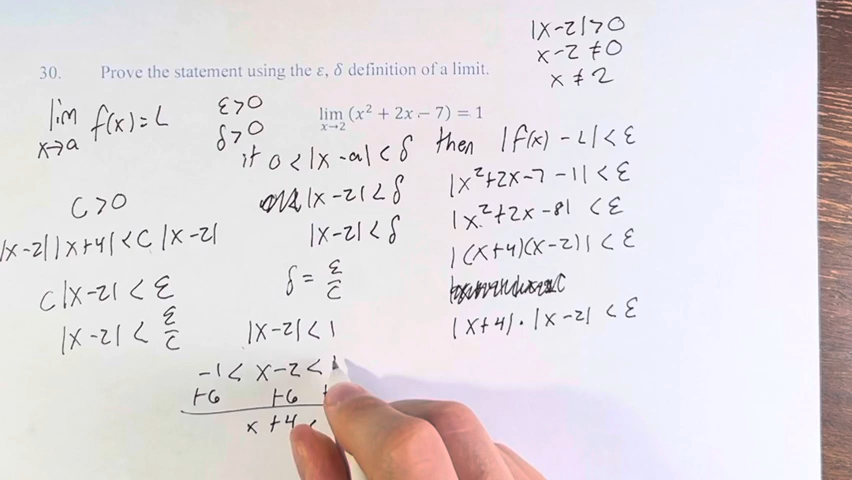 |x-2|>0
x-2 ≠0
x ≠ 2
30. Prove the statement using the ε, δ definition of a limit.
lim x→a f(x)=L
ε>0
δ>0
lim x→2 (x² + 2x − 7) = 1
if 0<|x-a|<δ then |f(x)-L|<ε
|x-2|<δ
|x²+2x-7-1|<ε
C>0
|x-2|<δ
|x²+2x-8| <ε
|x-2||x+4|<C|x-2|
|(x+4)(x-2)|<ε
C|x-2|<ε
δ=ε/C
|x-2|<ε/C
|x-2|<1
|x+4|·|x-2|<ε
-1< x-2<1
+6 +6
x+4<